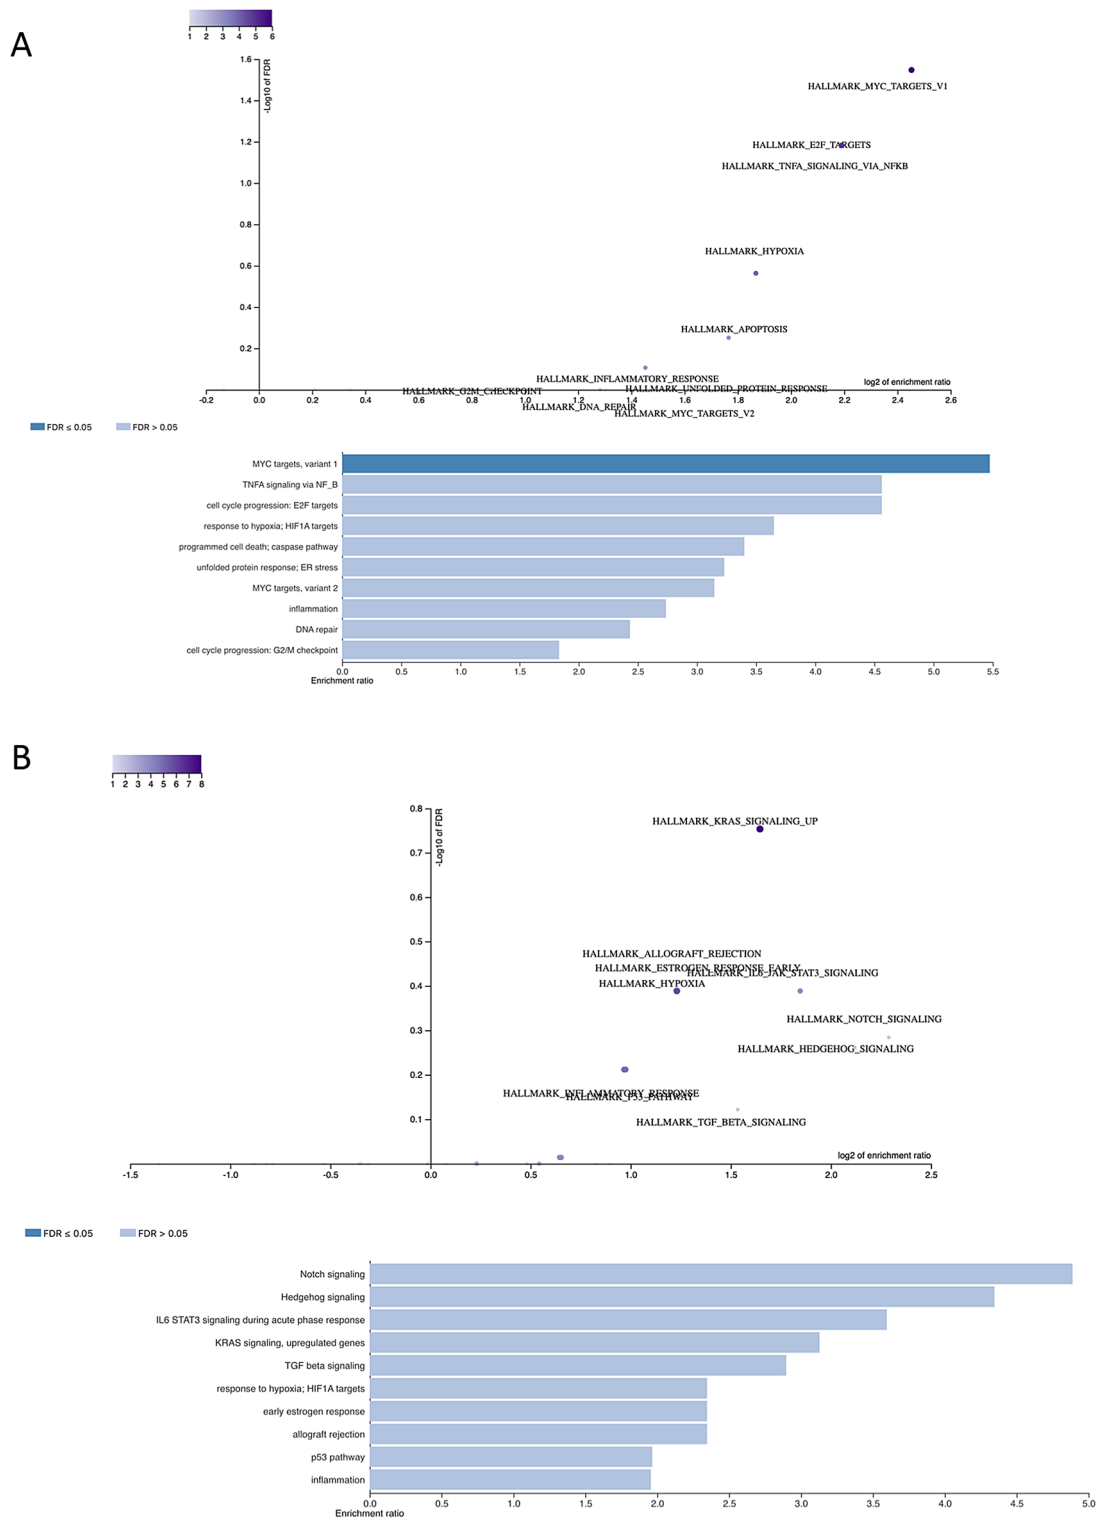 A
1 2 3 4 5 6
-Log10 of FDR
1.6
HALLMARK_MYC_TARGETS_V1
1.4
1.2
HALLMARK_E2F_TARGETS
HALLMARK_TNFA_SIGNALING_VIA_NFKB
1.0
0.8
HALLMARK_HYPOXIA
0.6
0.4
HALLMARK_APOPTOSIS
0.2
HALLMARK_INFLAMMATORY_RESPONSE
log2 of enrichment ratio
HALLMARK_G2M_CHECKPOINT HALLMARK_UNFOLDED_PROTEIN_RESPONSE
-0.2 0.0 0.2 0.4 0.6 0.8 1.0 1.2 1.4 1.6 1.8 2.0 2.2 2.4 2.6
HALLMARK_DNA_REPAIR
HALLMARK_MYC_TARGETS_V2
FDR ≤ 0.05 FDR > 0.05
MYC targets, variant 1
TNFA signaling via NF_B
cell cycle progression: E2F targets
response to hypoxia; HIF1A targets
programmed cell death; caspase pathway
unfolded protein response; ER stress
MYC targets, variant 2
inflammation
DNA repair
cell cycle progression: G2/M checkpoint
0.0 0.5 1.0 1.5 2.0 2.5 3.0 3.5 4.0 4.5 5.0 5.5
Enrichment ratio
B
1 2 3 4 5 6 7 8
-Log10 of FDR
0.8
HALLMARK_KRAS_SIGNALING_UP
0.7
0.6
0.5
HALLMARK_ALLOGRAFT_REJECTION
HALLMARK_ESTROGEN_RESPONSE_EARLY
HALLMARK_IL6_JAK_STAT3_SIGNALING
HALLMARK_HYPOXIA
0.4
HALLMARK_NOTCH_SIGNALING
0.3
HALLMARK_HEDGEHOG_SIGNALING
0.2
HALLMARK_INFLAMMATORY_RESPONSE
HALLMARK_P53_PATHWAY
0.1
HALLMARK_TGF_BETA_SIGNALING
log2 of enrichment ratio
-1.5 -1.0 -0.5 0.0 0.5 1.0 1.5 2.0 2.5
FDR ≤ 0.05 FDR > 0.05
Notch signaling
Hedgehog signaling
IL6 STAT3 signaling during acute phase response
KRAS signaling, upregulated genes
TGF beta signaling
response to hypoxia; HIF1A targets
early estrogen response
allograft rejection
p53 pathway
inflammation
0.0 0.5 1.0 1.5 2.0 2.5 3.0 3.5 4.0 4.5 5.0
Enrichment ratio